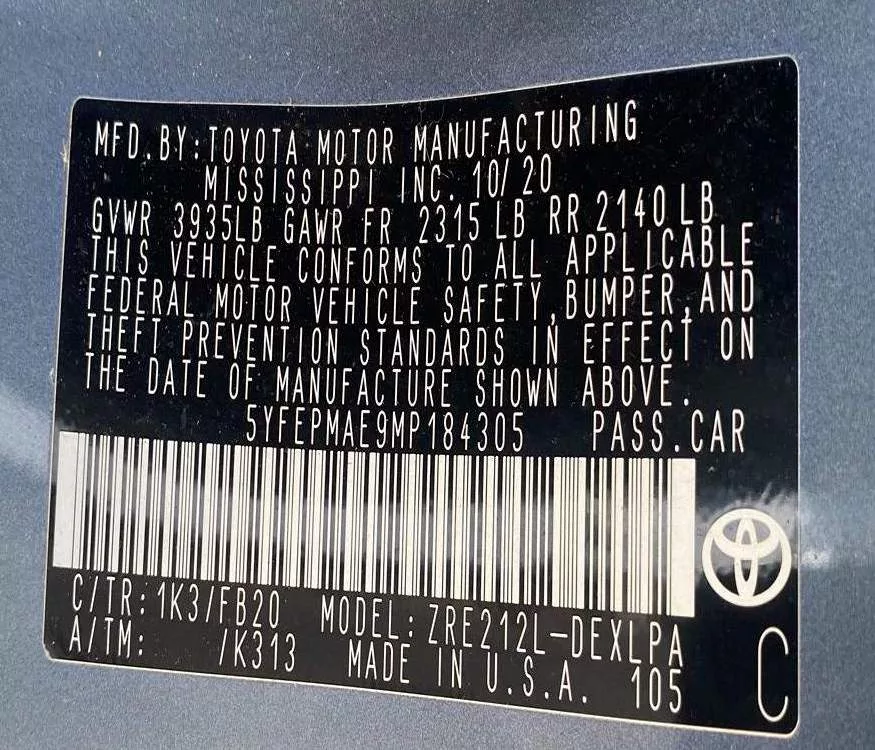 MFD.BY:TOYOTA MOTOR MANUFACTURING
MISSISSIPPI INC. 10/20
GVWR 3935LB GAWR FR 2315 LB RR 2140 LB
THIS VEHICLE CONFORMS TO ALL APPLICABLE
FEDERAL MOTOR VEHICLE SAFETY,BUMPER,AND
THEFT PREVENTION STANDARDS IN EFFECT ON
THE DATE OF MANUFACTURE SHOWN ABOVE.
5YFEPMAE9MP184305 PASS.CAR
C/TR:1K3/FB20 MODEL:ZRE212L-DEXLPA
A/TM: /K313 MADE IN U.S.A. 105 C